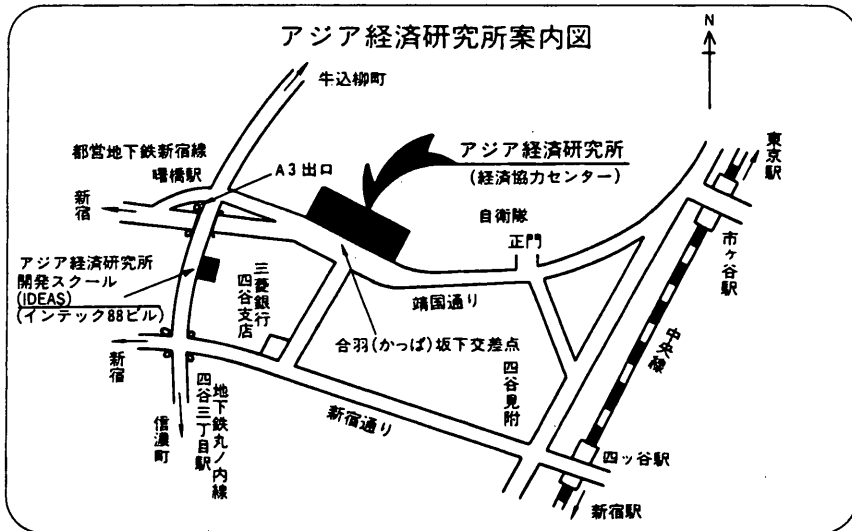 アジア経済研究所案内図
N
牛込柳町
都営地下鉄新宿線
曙橋駅
A3出口
アジア経済研究所
(経済協力センター)
東京駅
新宿
自衛隊
正門
市ヶ谷駅
アジア経済研究所
開発スクール
(IDEAS)
(インテック88ビル)
三菱銀行
四谷支店
靖国通り
合羽(かっぱ)坂下交差点
中央線
新宿
四谷見附
新宿通り
信濃町
地下鉄丸ノ内線
四谷三丁目駅
四ッ谷駅
新宿駅